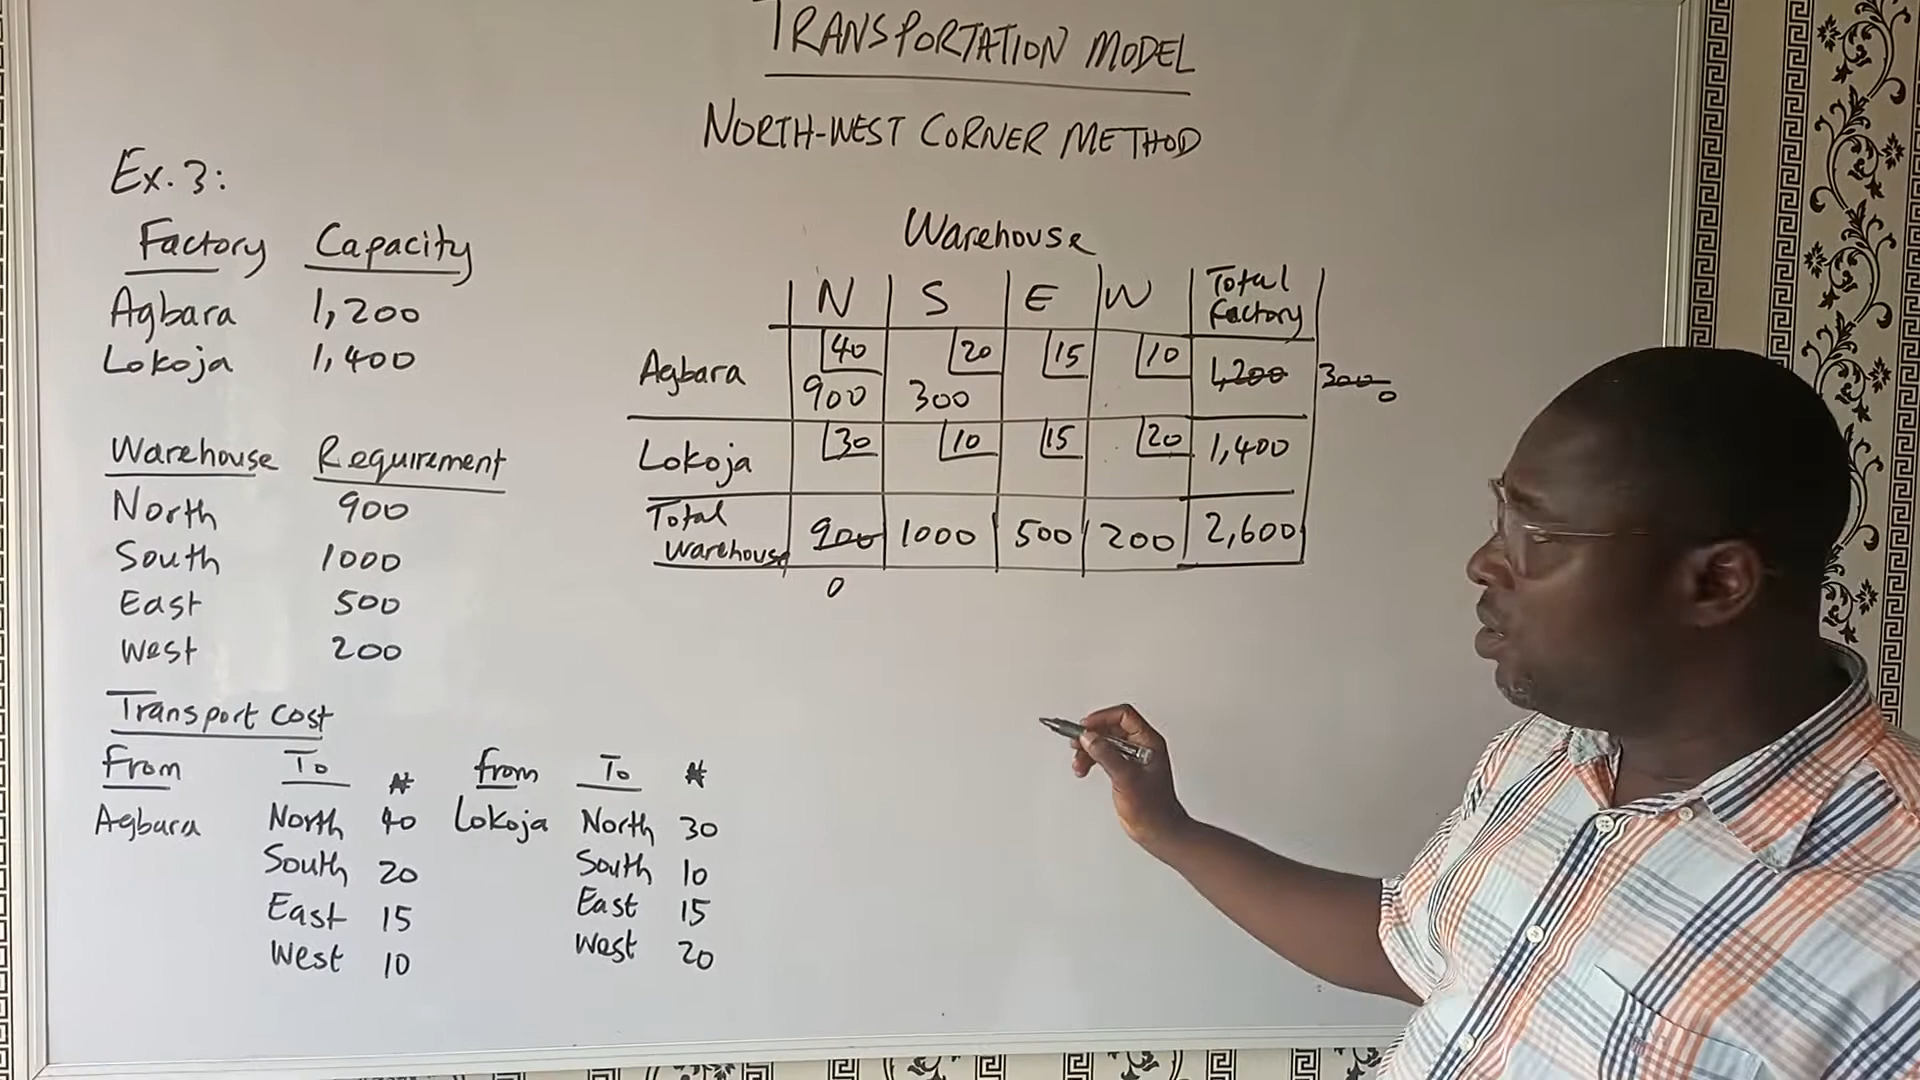 TRANSPORTATION MODEL
NORTH-WEST CORNER METHOD
Ex. 3:
Factory Capacity
Agbara 1,200
Lokoja 1,400
Warehouse Requirement
North 900
South 1000
East 500
West 200
Transport Cost
From To ₦ from To ₦
Agbara North 40 Lokoja North 30
South 20 South 10
East 15 East 15
West 10 West 20
Warehouse
N S E W Total factory
40 20 15 10
Agbara 900 300 1,200 300 0
30 10 15 20
Lokoja 1,400
Total warehouse 900 1000 500 200 2,600
0